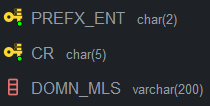 PREFX_ENT char(2)
CR char(5)
DOMN_MLS varchar(200)